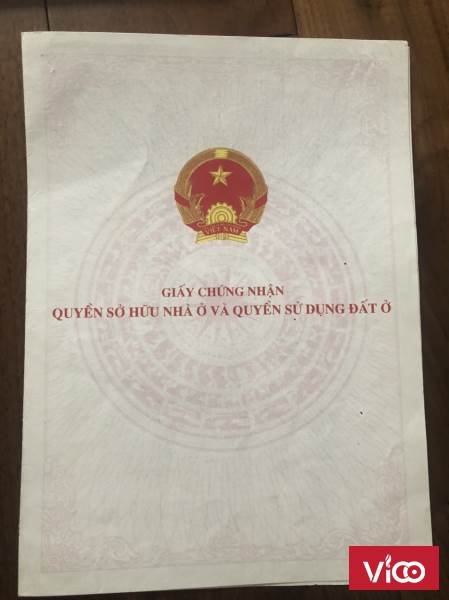 VIỆT NAM
GIẤY CHỨNG NHẬN
QUYỀN SỞ HỮU NHÀ Ở VÀ QUYỀN SỬ DỤNG ĐẤT Ở
ViCO